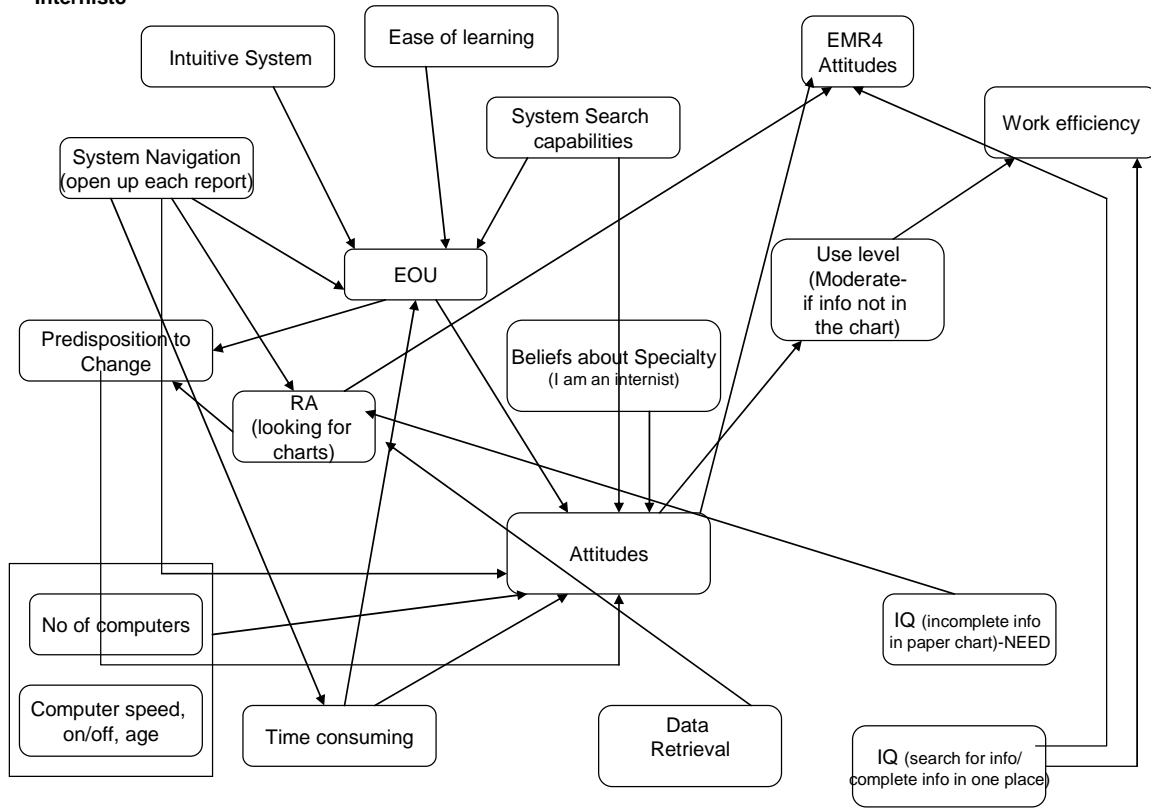 Internist6
Ease of learning
Intuitive System
EMR4
Attitudes
System Search
capabilities
Work efficiency
System Navigation
(open up each report)
EOU
Use level
(Moderate-
if info not in
the chart)
Predisposition to
Change
Beliefs about Specialty
(I am an internist)
RA
(looking for
charts)
Attitudes
No of computers
IQ (incomplete info
in paper chart)-NEED
Computer speed,
on/off, age
Time consuming
Data
Retrieval
IQ (search for info/
complete info in one place)